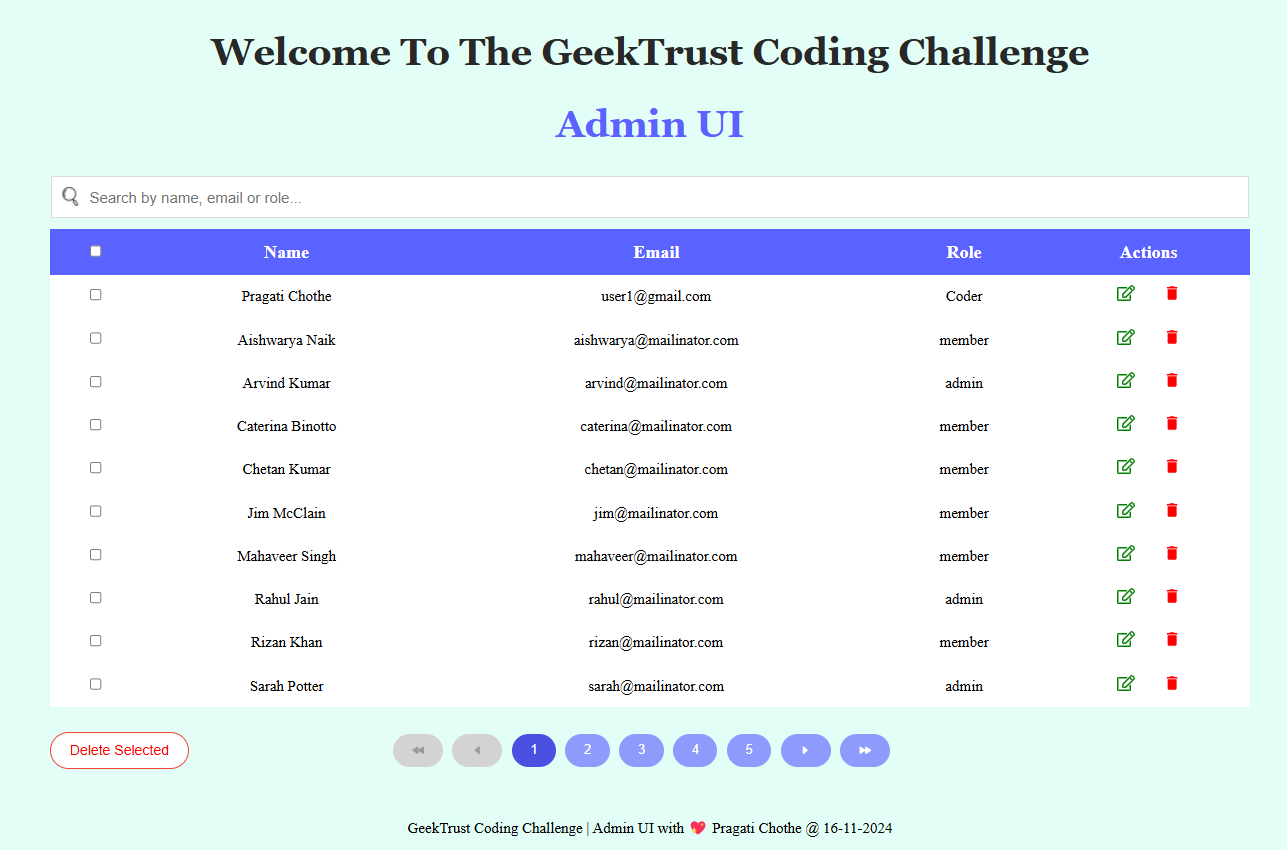 Welcome To The GeekTrust Coding Challenge
Admin UI
Search by name, email or role...
Name Email Role Actions
Pragati Chothe user1@gmail.com Coder
Aishwarya Naik aishwarya@mailinator.com member
Arvind Kumar arvind@mailinator.com admin
Caterina Binotto caterina@mailinator.com member
Chetan Kumar chetan@mailinator.com member
Jim McClain jim@mailinator.com member
Mahaveer Singh mahaveer@mailinator.com member
Rahul Jain rahul@mailinator.com admin
Rizan Khan rizan@mailinator.com member
Sarah Potter sarah@mailinator.com admin
Delete Selected 1 2 3 4 5
GeekTrust Coding Challenge | Admin UI with 💖 Pragati Chothe @ 16-11-2024